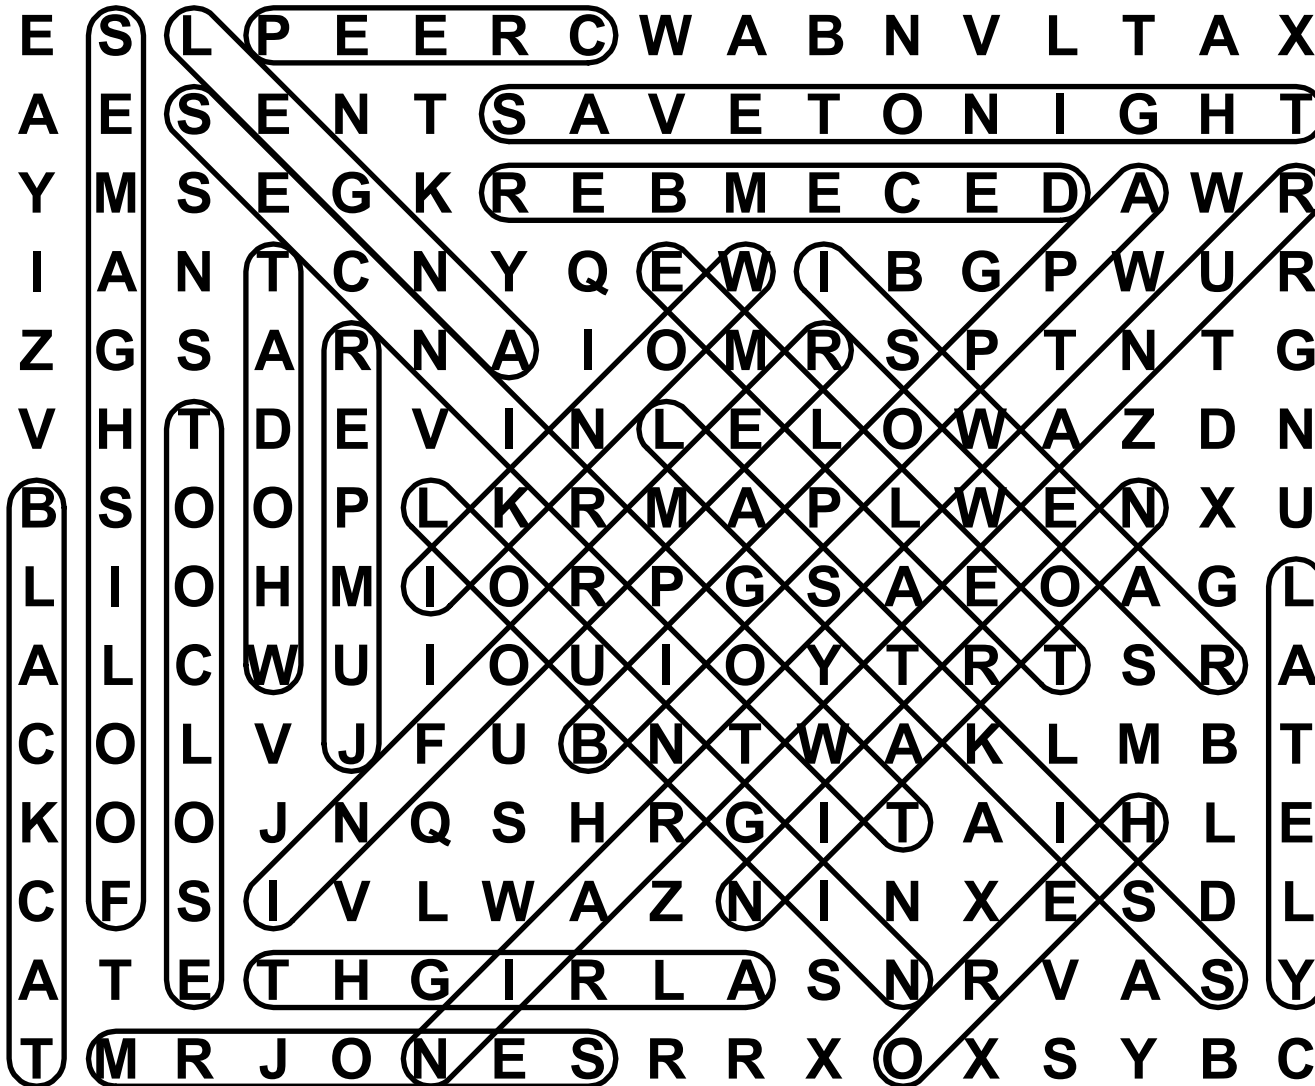 E S L P E E R C W A B N V L T A X
A E S E N T S A V E T O N I G H T
Y M S E G K R E B M E C E D A W R
I A N T C N Y Q E W I B G P W U R
Z G S A R N A I O M R S P T N T G
V H T D E V I N L E L O W A Z D N
B S O O P L K R M A P L W E N X U
L I O H M I O R P G S A E O A G L
A L C W U I O U I O Y T R T S R A
C O L V J F U B N T W A K L M B T
K O O J N Q S H R G I T A I H L E
C F S I V L W A Z N I N X E S D L
A T E T H G I R L A S N R V A S Y
T M R J O N E S R R X O X S Y B C